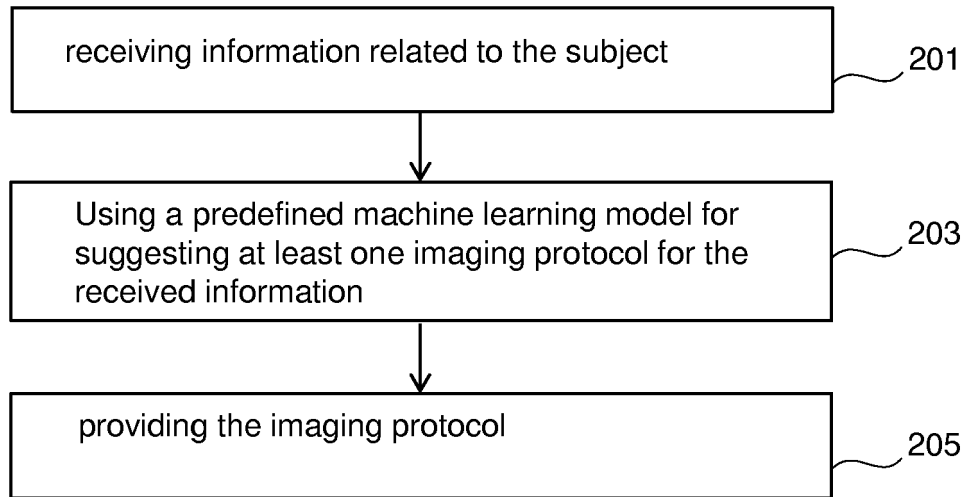 receiving information related to the subject
201
Using a predefined machine learning model for
suggesting at least one imaging protocol for the
received information
203
providing the imaging protocol
205